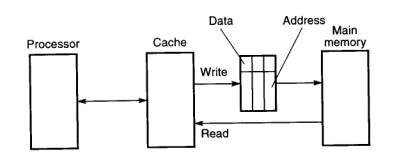 Data
Address
Processor
Cache
Main
memory
Write
Read